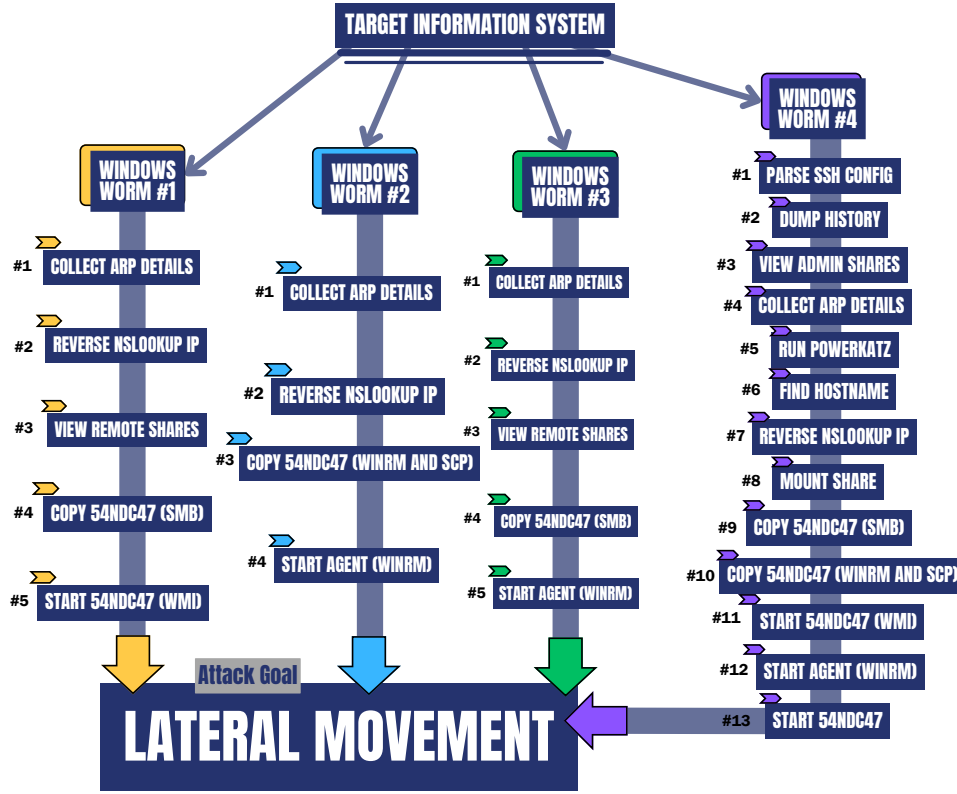 TARGET INFORMATION SYSTEM
WINDOWS
WORM #1
#1 COLLECT ARP DETAILS
#2 REVERSE NSLOOKUP IP
#3 VIEW REMOTE SHARES
#4 COPY 54NDC47 (SMB)
#5 START 54NDC47 (WMI)
WINDOWS
WORM #2
#1 COLLECT ARP DETAILS
#2 REVERSE NSLOOKUP IP
#3 COPY 54NDC47 (WINRM AND SCP)
#4 START AGENT (WINRM)
WINDOWS
WORM #3
#1 COLLECT ARP DETAILS
#2 REVERSE NSLOOKUP IP
#3 VIEW REMOTE SHARES
#4 COPY 54NDC47 (SMB)
#5 START AGENT (WINRM)
WINDOWS
WORM #4
#1 PARSE SSH CONFIG
#2 DUMP HISTORY
#3 VIEW ADMIN SHARES
#4 COLLECT ARP DETAILS
#5 RUN POWERKATZ
#6 FIND HOSTNAME
#7 REVERSE NSLOOKUP IP
#8 MOUNT SHARE
#9 COPY 54NDC47 (SMB)
#10 COPY 54NDC47 (WINRM AND SCP)
#11 START 54NDC47 (WMI)
#12 START AGENT (WINRM)
#13 START 54NDC47
Attack Goal
LATERAL MOVEMENT